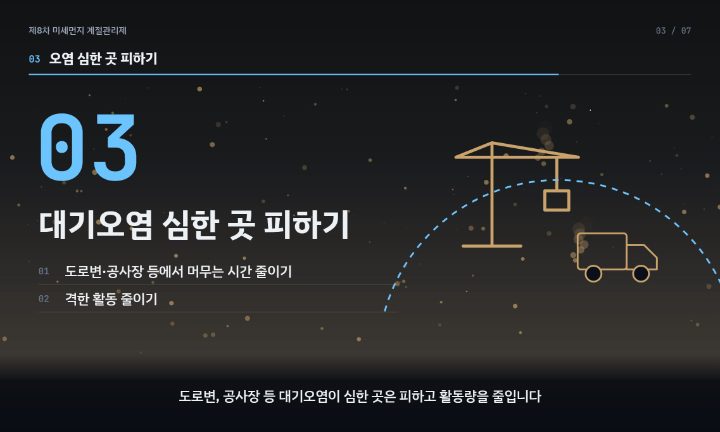 제8차 미세먼지 계절관리제
03 / 07
03 오염 심한 곳 피하기
03
대기오염 심한 곳 피하기
01 도로변·공사장 등에서 머무는 시간 줄이기
02 격한 활동 줄이기
도로변, 공사장 등 대기오염이 심한 곳은 피하고 활동량을 줄입니다